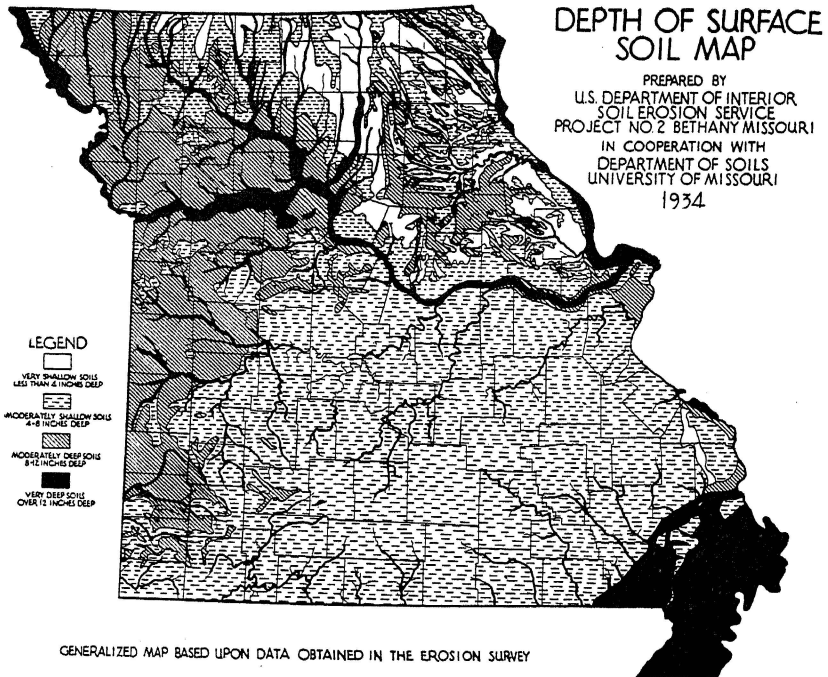 DEPTH OF SURFACE
SOIL MAP
PREPARED BY
U.S. DEPARTMENT OF INTERIOR
SOIL EROSION SERVICE
PROJECT NO. 2 BETHANY MISSOURI
IN COOPERATION WITH
DEPARTMENT OF SOILS
UNIVERSITY OF MISSOURI
1934
LEGEND
VERY SHALLOW SOILS
LESS THAN 4 INCHES DEEP
MODERATELY SHALLOW SOILS
4-8 INCHES DEEP
MODERATELY DEEP SOILS
8-12 INCHES DEEP
VERY DEEP SOILS
OVER 12 INCHES DEEP
GENERALIZED MAP BASED UPON DATA OBTAINED IN THE EROSION SURVEY